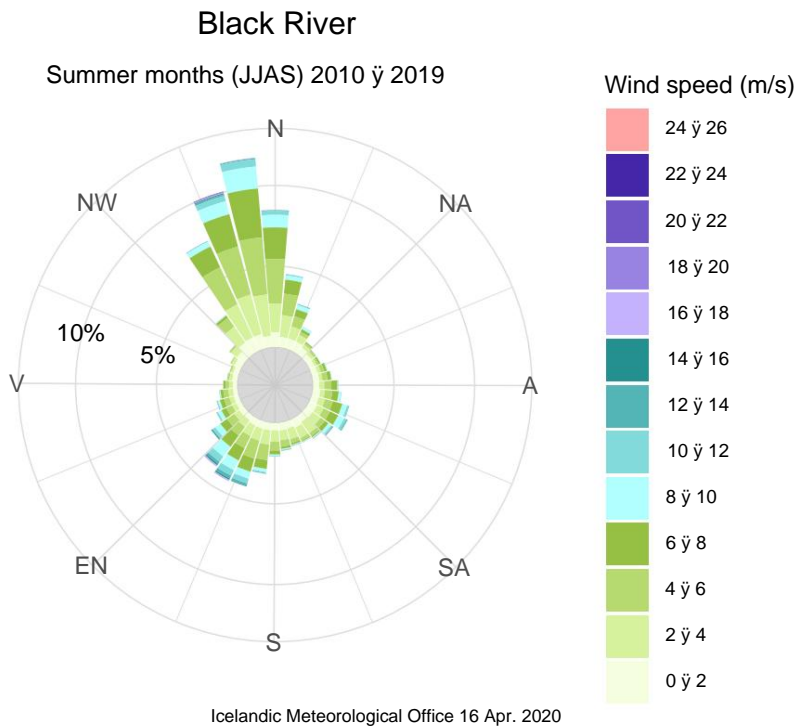 Black River
Summer months (JJAS) 2010 ÿ 2019
Wind speed (m/s)
N
NW
NA
10%
5%
V
A
EN
SA
S
24 ÿ 26
22 ÿ 24
20 ÿ 22
18 ÿ 20
16 ÿ 18
14 ÿ 16
12 ÿ 14
10 ÿ 12
8 ÿ 10
6 ÿ 8
4 ÿ 6
2 ÿ 4
0 ÿ 2
Icelandic Meteorological Office 16 Apr. 2020